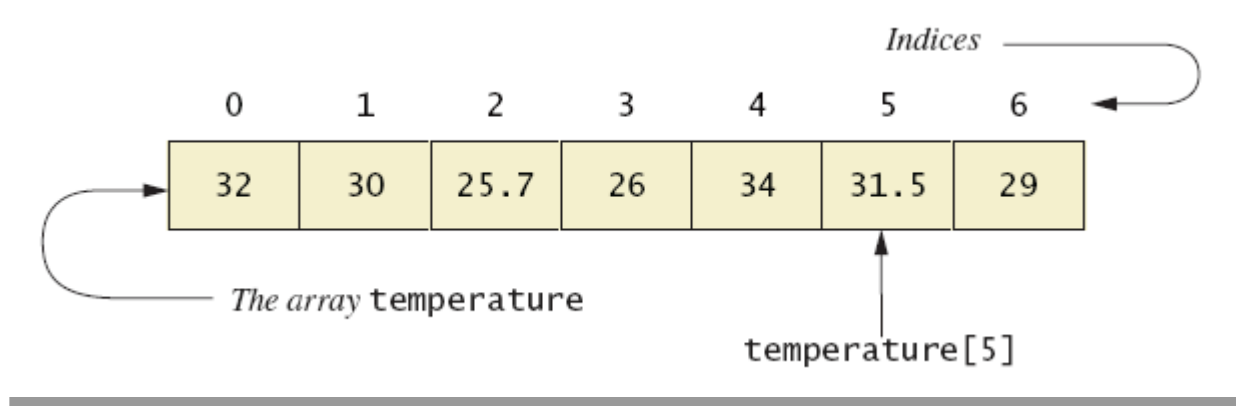 Indices
0 1 2 3 4 5 6
32 30 25.7 26 34 31.5 29
The array temperature
temperature[5]